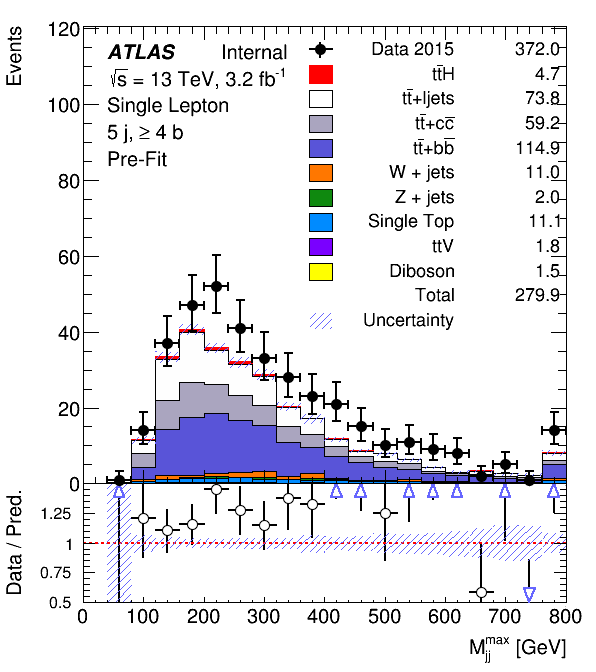 Events
120
100
80
60
40
20
0
ATLAS Internal
√s = 13 TeV, 3.2 fb⁻¹
Single Lepton
5 j, ≥ 4 b
Pre-Fit
Data 2015 372.0
tt̄H 4.7
tt̄+ljets 73.8
tt̄+cc̄ 59.2
tt̄+bb̄ 114.9
W + jets 11.0
Z + jets 2.0
Single Top 11.1
ttV 1.8
Diboson 1.5
Total 279.9
Uncertainty
Data / Pred.
1.25
1
0.75
0.5
0 100 200 300 400 500 600 700 800
M_jj^max [GeV]